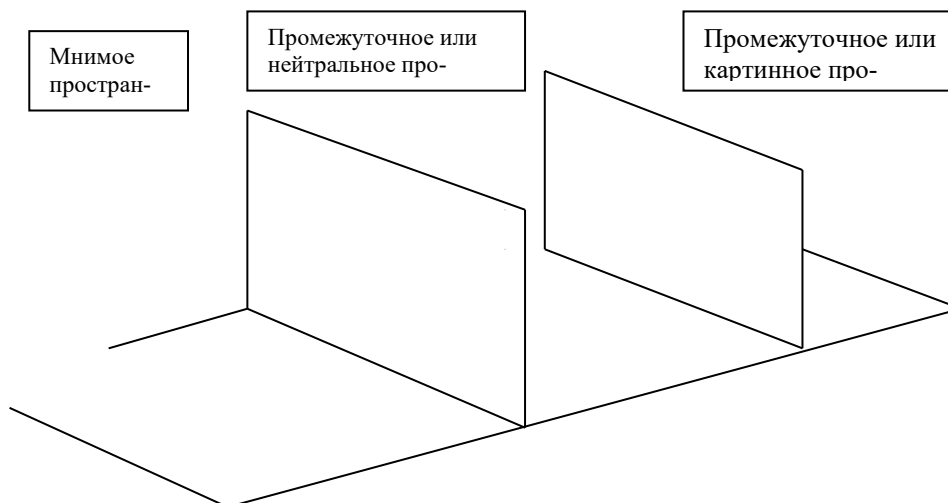 Мнимое
простран-
Промежуточное или
нейтральное про-
Промежуточное или
картинное про-